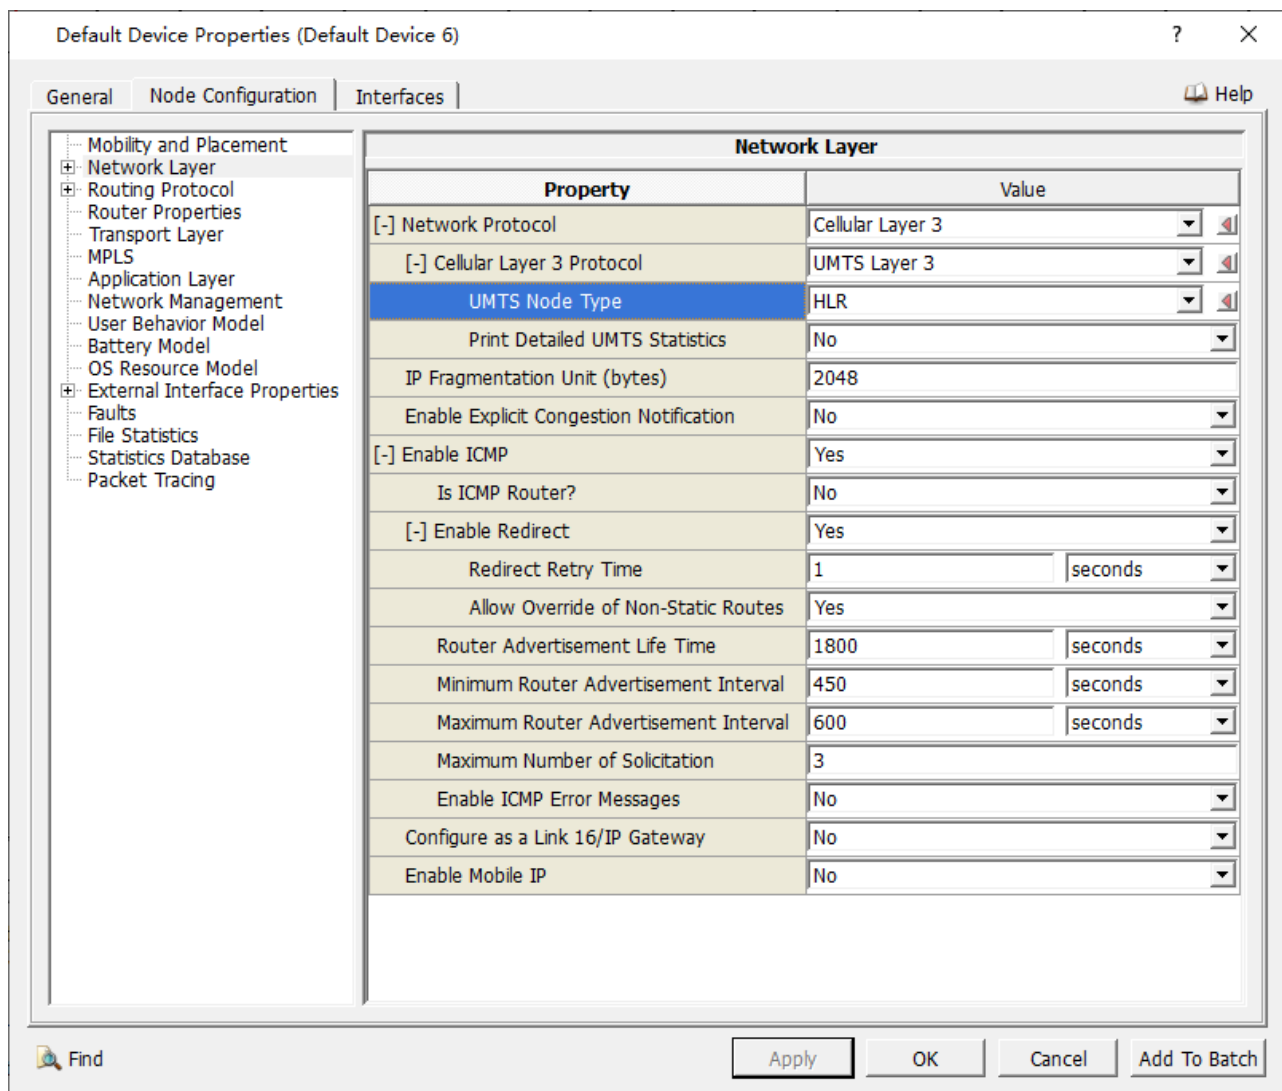 Default Device Properties (Default Device 6)
?
General
Node Configuration
Interfaces
Help
Mobility and Placement
Network Layer
Routing Protocol
Router Properties
Transport Layer
MPLS
Application Layer
Network Management
User Behavior Model
Battery Model
OS Resource Model
External Interface Properties
Faults
File Statistics
Statistics Database
Packet Tracing
Network Layer
Property Value
[-] Network Protocol Cellular Layer 3
[-] Cellular Layer 3 Protocol UMTS Layer 3
UMTS Node Type HLR
Print Detailed UMTS Statistics No
IP Fragmentation Unit (bytes) 2048
Enable Explicit Congestion Notification No
[-] Enable ICMP Yes
Is ICMP Router? No
[-] Enable Redirect Yes
Redirect Retry Time 1 seconds
Allow Override of Non-Static Routes Yes
Router Advertisement Life Time 1800 seconds
Minimum Router Advertisement Interval 450 seconds
Maximum Router Advertisement Interval 600 seconds
Maximum Number of Solicitation 3
Enable ICMP Error Messages No
Configure as a Link 16/IP Gateway No
Enable Mobile IP No
Find
Apply
OK
Cancel
Add To Batch